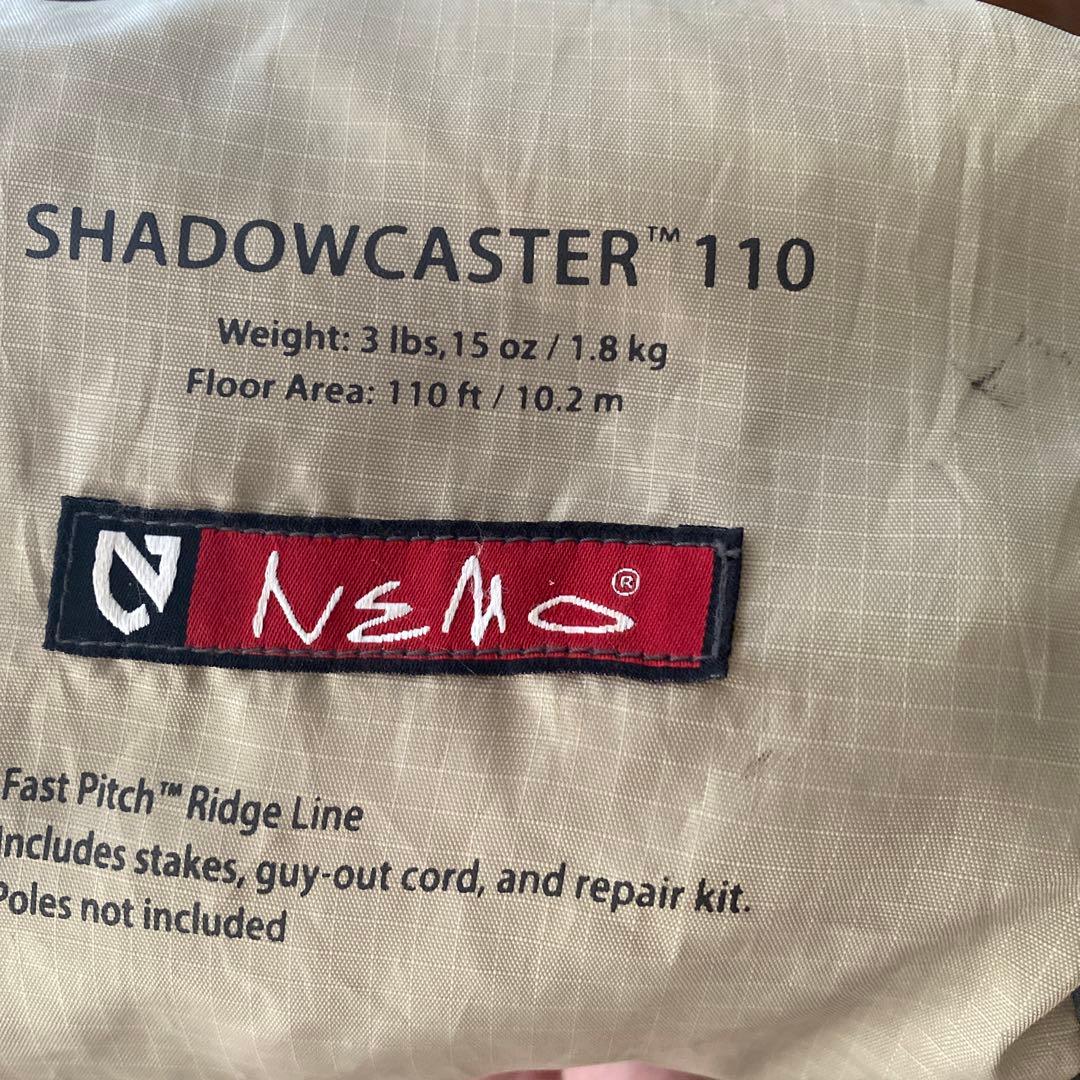 SHADOWCASTER™ 110
Weight: 3 lbs, 15 oz / 1.8 kg
Floor Area: 110 ft / 10.2 m
NEMO®
Fast Pitch™ Ridge Line
Includes stakes, guy-out cord, and repair kit.
Poles not included